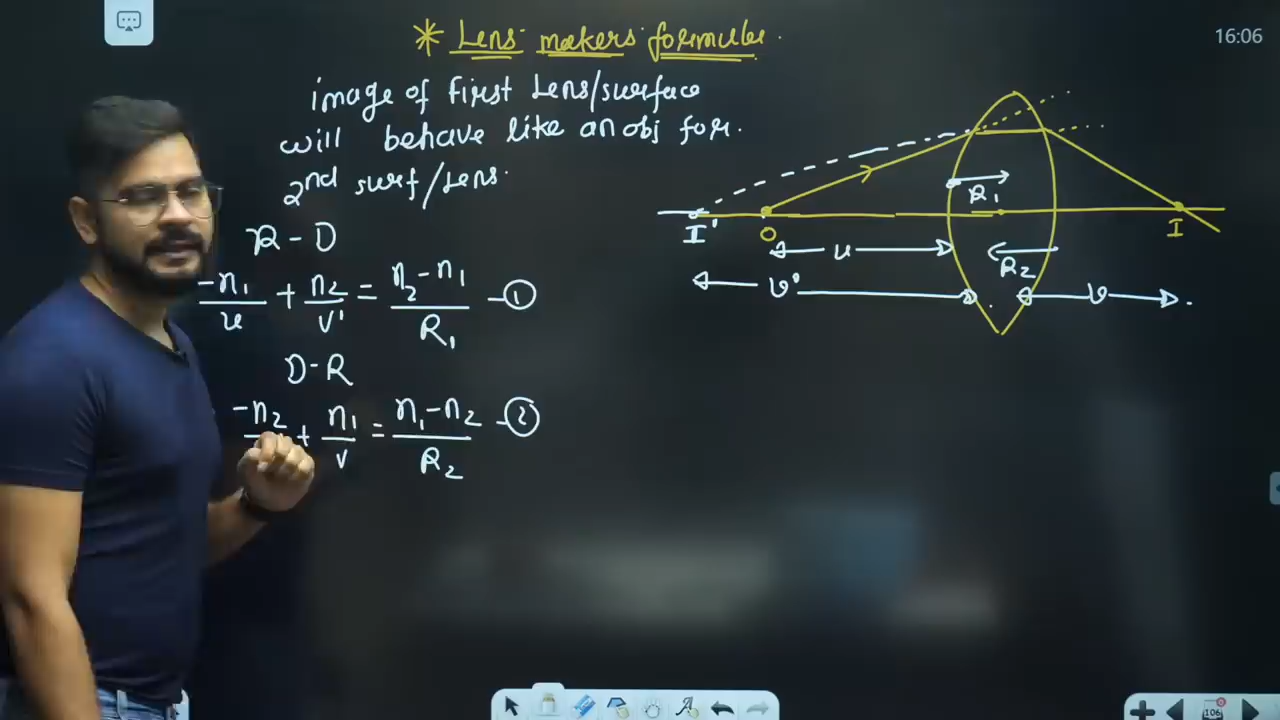 * Lens makers formula.
16:06
image of First Lens/surface
will behave like an obj for.
2nd surf/Lens.
R - D
-n1/u + n2/v' = n2-n1/R1 -①
D-R
-n2 + n1/v = n1-n2/R2 -②
R1
I' O I
u
R2
v' v
106